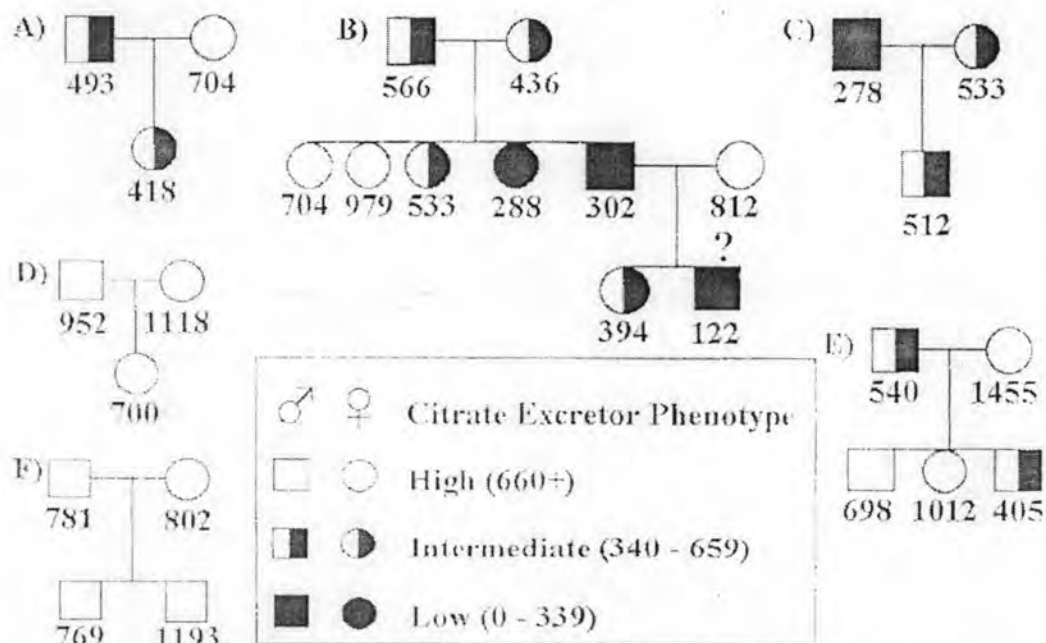 A)
B)
C)
493 704
566 436
278 533
418
704 979 533 288 302 812
512
?
D)
952 1118
394 122
E)
700
540 1455
♂ ♀ Citrate Excretor Phenotype
F)
High (660+)
781 802
698 1012 405
Intermediate (340 - 659)
769 1193
Low (0 - 339)